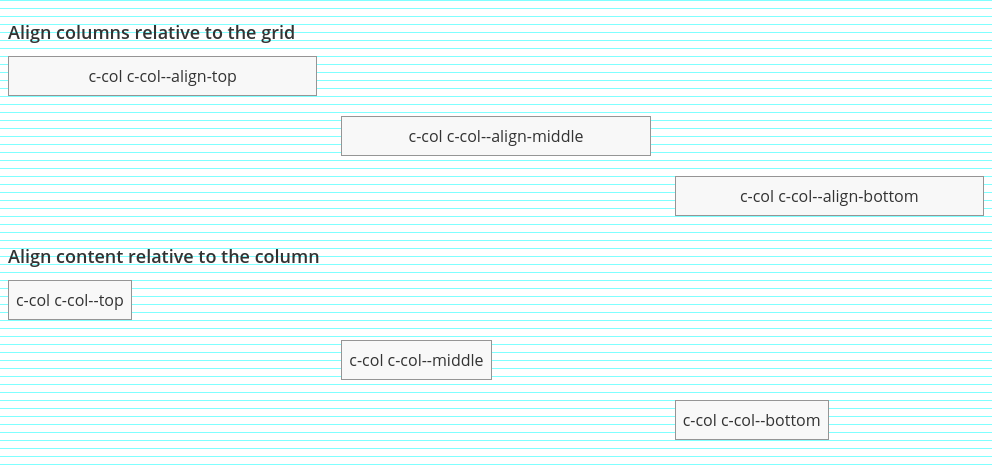 Align columns relative to the grid
c-col c-col--align-top
c-col c-col--align-middle
c-col c-col--align-bottom
Align content relative to the column
c-col c-col--top
c-col c-col--middle
c-col c-col--bottom